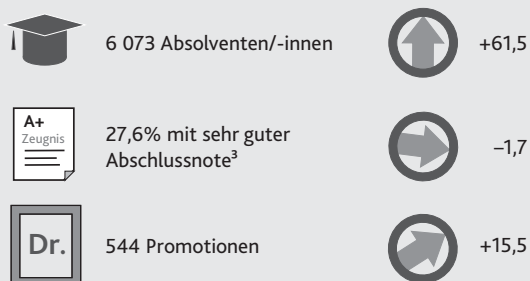 6 073 Absolventen/-innen
+61,5
A+
Zeugnis
27,6% mit sehr guter
Abschlussnote³
–1,7
Dr.
544 Promotionen
+15,5